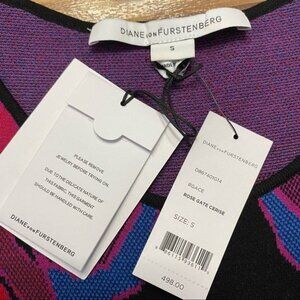 DIANE VON FURSTENBERG
S
PLEASE REMOVE
JEWELRY BEFORE TRYING ON.
DUE TO THE DELICATE NATURE OF
THIS FABRIC, THIS GARMENT
SHOULD BE HANDLED WITH CARE.
DIANE VON FURSTENBERG
DIANE VON FURSTENBERG
RGACE
ROSE GATE CERISE
SIZE: S
498.00